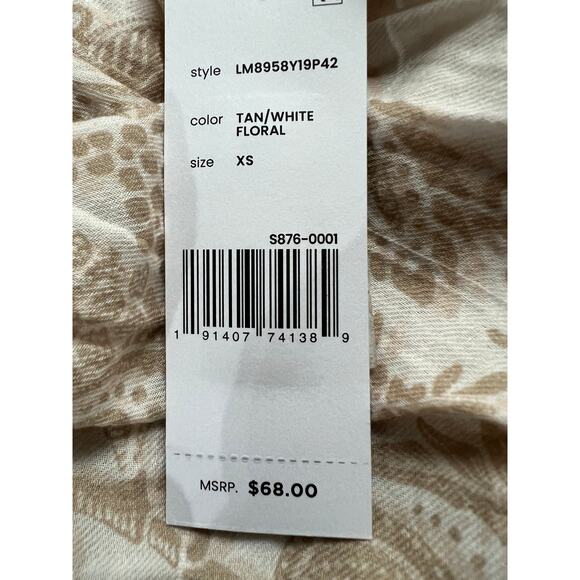 style LM8958Y19P42
color TAN/WHITE
FLORAL
size XS
S876-0001
1 91407 74138 9
MSRP. $68.00